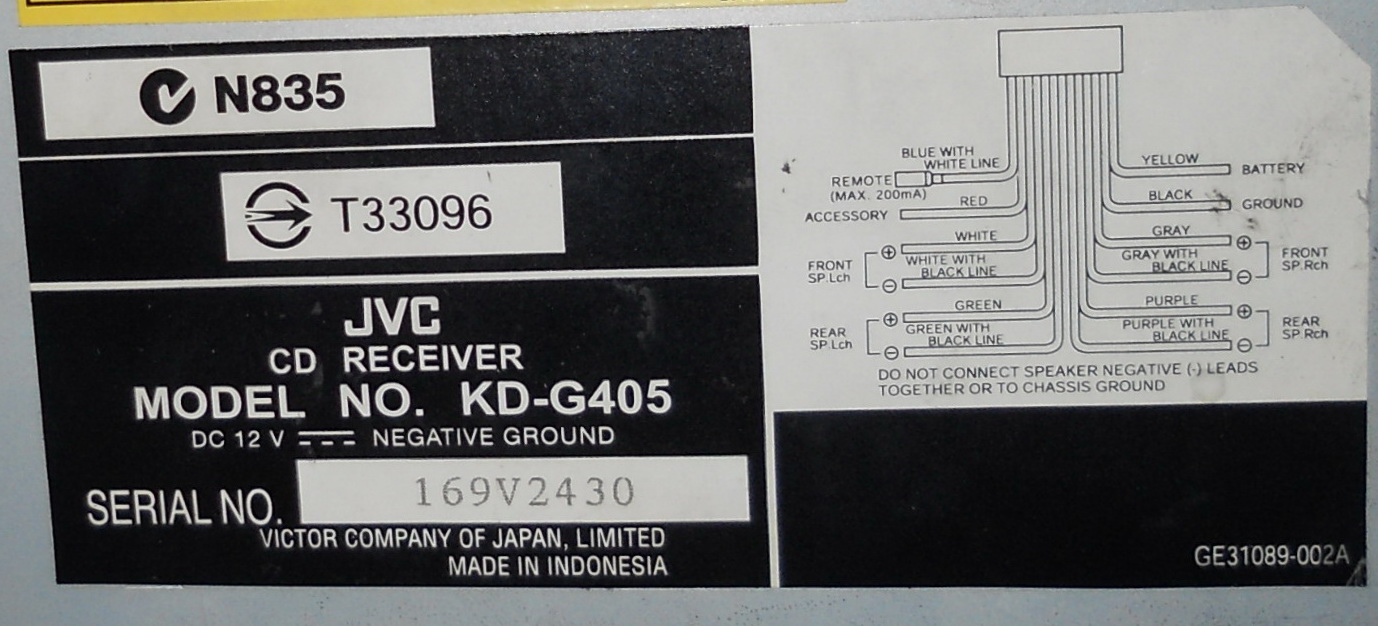 N835
T33096
JVC
CD RECEIVER
MODEL NO. KD-G405
DC 12 V NEGATIVE GROUND
SERIAL NO. 169V2430
VICTOR COMPANY OF JAPAN, LIMITED
MADE IN INDONESIA
BLUE WITH
WHITE LINE
REMOTE
(MAX. 200mA)
RED
ACCESSORY
WHITE
FRONT
SP.Lch
⊕
WHITE WITH
BLACK LINE
⊖
GREEN
REAR
SP.Lch
⊕
GREEN WITH
BLACK LINE
⊖
YELLOW
BATTERY
BLACK
GROUND
GRAY
⊕
FRONT
SP.Rch
GRAY WITH
BLACK LINE
⊖
PURPLE
⊕
REAR
SP.Rch
PURPLE WITH
BLACK LINE
⊖
DO NOT CONNECT SPEAKER NEGATIVE (-) LEADS
TOGETHER OR TO CHASSIS GROUND
GE31089-002A